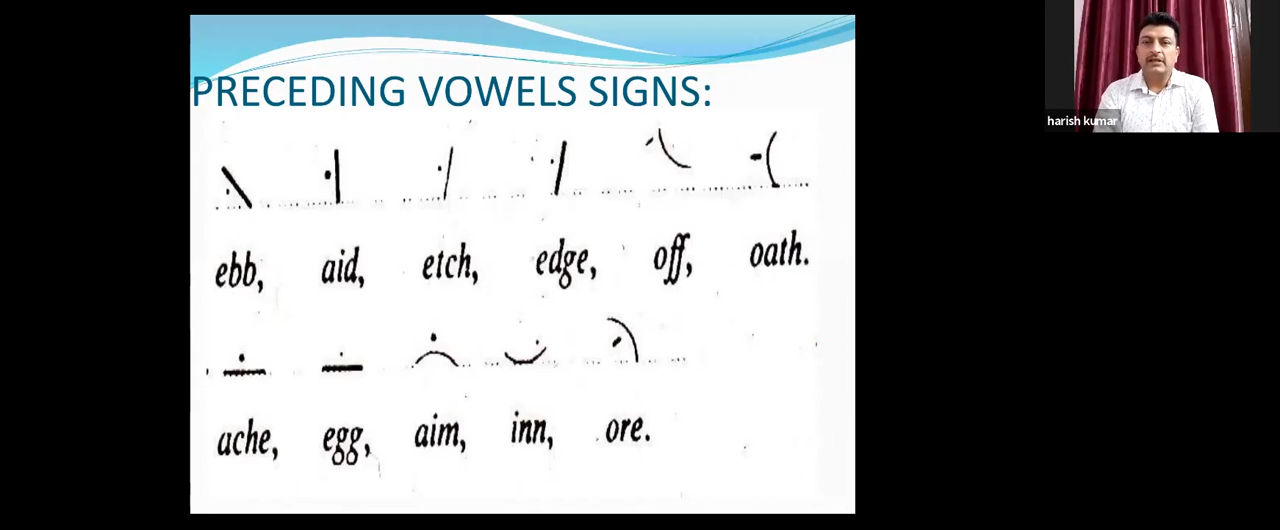 PRECEDING VOWELS SIGNS:
harish kumar
ebb, aid, etch, edge, off, oath.
ache, egg, aim, inn, ore.